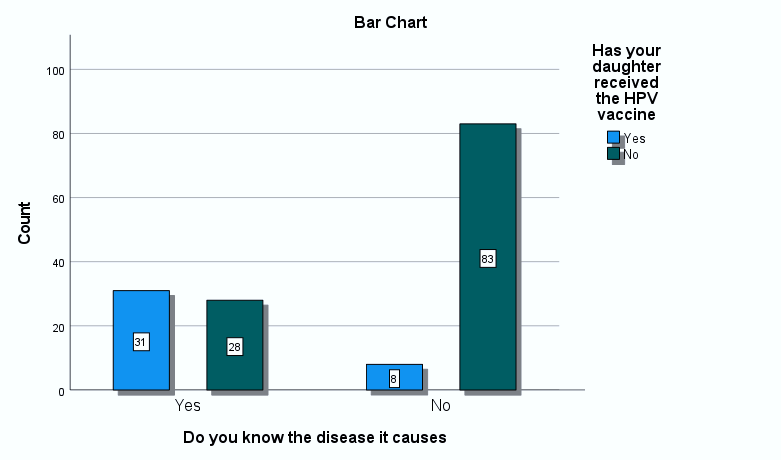 Bar Chart
Has your
daughter
received
the HPV
vaccine
Yes
No
100
80
60
40
20
0
Count
31
28
8
83
Yes
No
Do you know the disease it causes